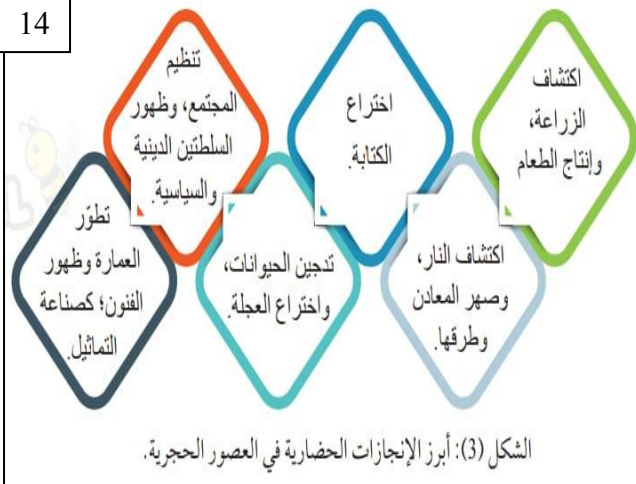 14
اكتشاف
الزراعة،
وإنتاج الطعام
اكتشاف النار،
وصهر المعادن
وطرقها.
اختراع
الكتابة.
تدجين الحيوانات،
واختراع العجلة.
تنظيم
المجتمع، وظهور
السلطتين الدينية
والسياسية.
تطوّر
العمارة وظهور
الفنون؛ كصناعة
التماثيل.
الشكل (3): أبرز الإنجازات الحضارية في العصور الحجرية.